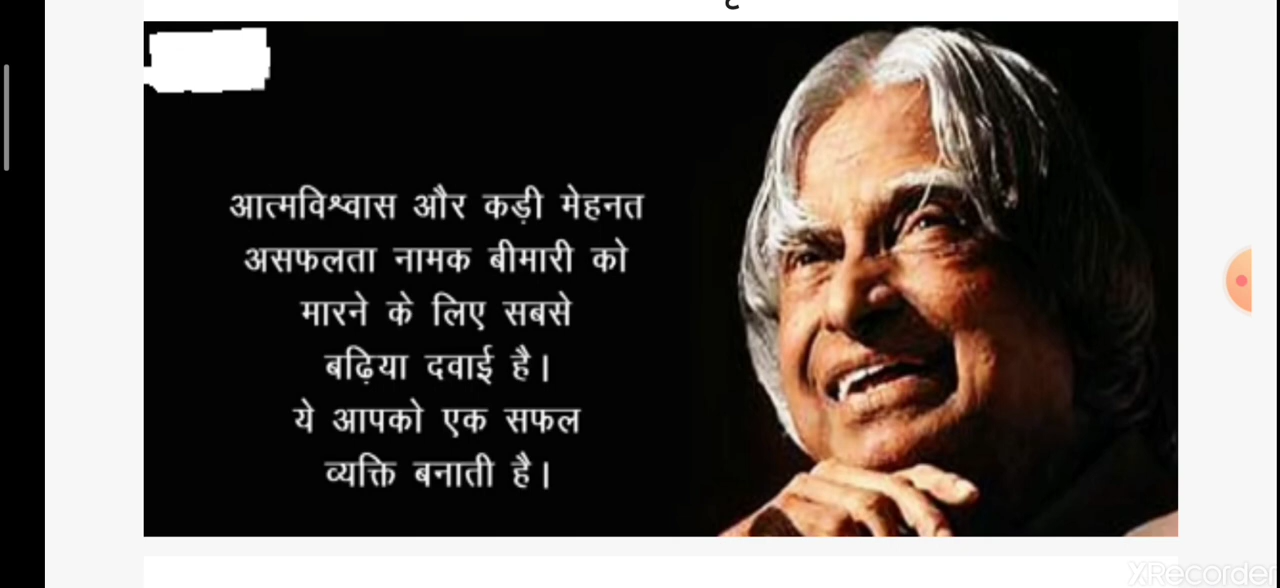 आत्मविश्वास और कड़ी मेहनत
असफलता नामक बीमारी को
मारने के लिए सबसे
बढ़िया दवाई है।
ये आपको एक सफल
व्यक्ति बनाती है।
XRecorder